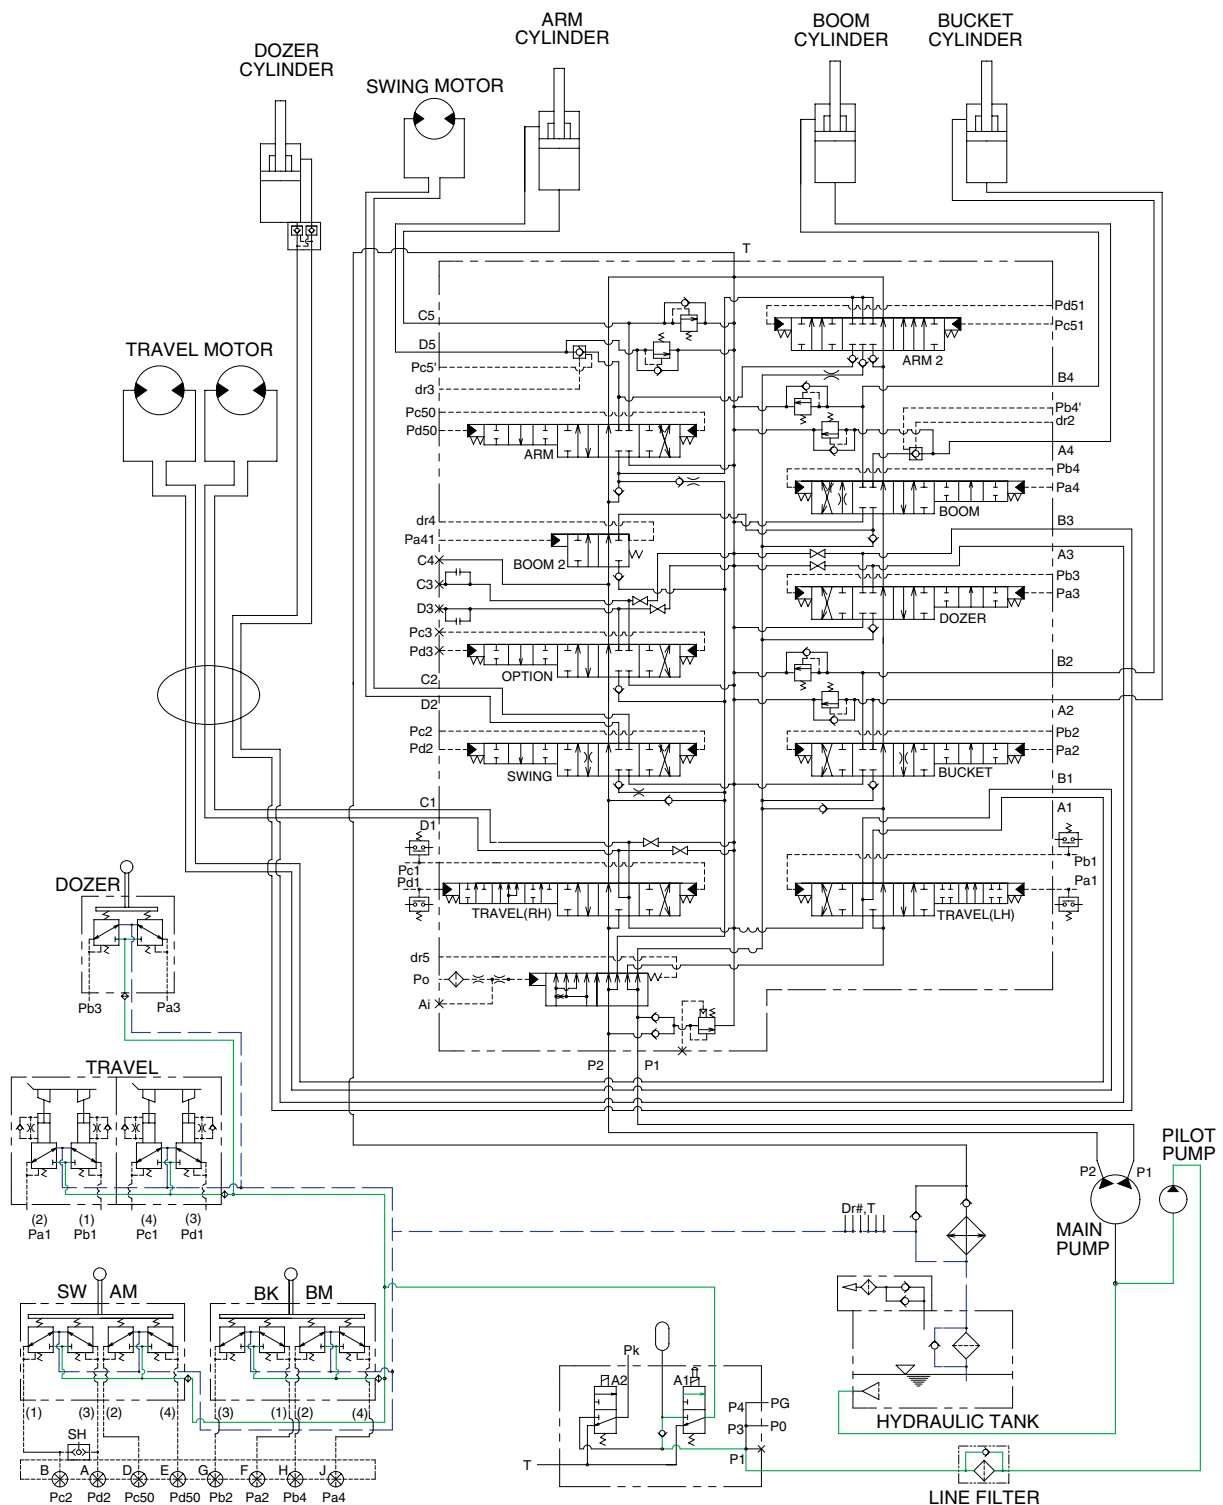 ARM
CYLINDER
BOOM
CYLINDER
BUCKET
CYLINDER
DOZER
CYLINDER
SWING MOTOR
T
Pd51
C5
Pc51
D5
ARM 2
TRAVEL MOTOR
Pc5'
B4
dr3
Pc50
Pb4'
dr2
Pd50
ARM
A4
Pb4
Pa4
BOOM
dr4
B3
Pa41
C4
BOOM 2
A3
C3
Pb3
Pa3
D3
DOZER
Pc3
Pd3
B2
OPTION
C2
D2
A2
Pc2
Pb2
Pd2
Pa2
SWING
BUCKET
B1
C1
A1
D1
Pc1
Pb1
Pd1
Pa1
DOZER
TRAVEL(RH)
TRAVEL(LH)
dr5
Po
Pb3
Pa3
Ai
P2
P1
TRAVEL
PILOT
PUMP
P2
P1
(2)
(1)
(4)
(3)
Pa1
Pb1
Pc1
Pd1
Dr#,T
MAIN
PUMP
SW
AM
BK
BM
Pk
A2
A1
P4
PG
(1)
(3)
(2)
(4)
(3)
(1)
(2)
(4)
P3
P0
HYDRAULIC TANK
SH
P1
T
B
A
D
E
G
F
H
J
Pc2
Pd2
Pc50
Pd50
Pb2
Pa2
Pb4
Pa4
LINE FILTER